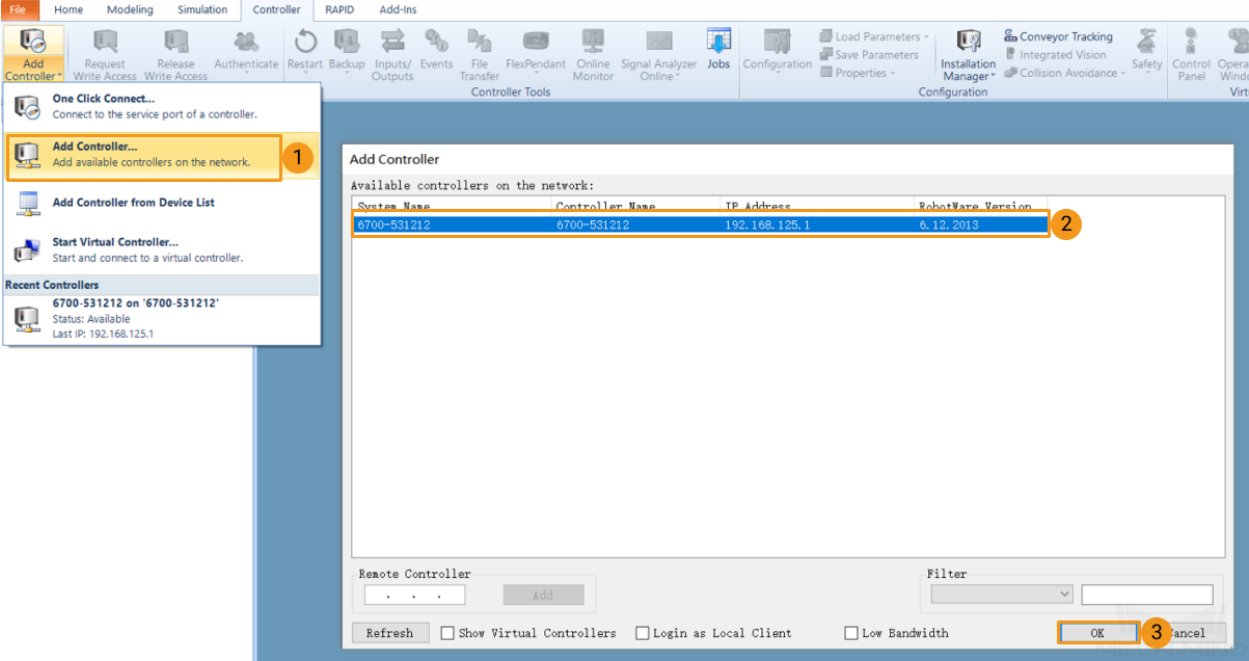 File Home Modeling Simulation Controller RAPID Add-Ins
Add Controller
Request Write Access
Release Write Access
Authenticate
Restart
Backup
Inputs/ Outputs
Events
File Transfer
FlexPendant
Online Monitor
Signal Analyzer Online
Jobs
Configuration
Load Parameters
Save Parameters
Properties
Installation Manager
Conveyor Tracking
Integrated Vision
Collision Avoidance
Safety
Control Panel
Controller Tools
Configuration
One Click Connect...
Connect to the service port of a controller.
Add Controller...
Add available controllers on the network.
1
Add Controller from Device List
Start Virtual Controller...
Start and connect to a virtual controller.
Recent Controllers
6700-531212 on '6700-531212'
Status: Available
Last IP: 192.168.125.1
Add Controller
Available controllers on the network:
System Name Controller Name IP Address RobotWare Version
6700-531212 6700-531212 192.168.125.1 6.12.2013
2
Remote Controller
. . .
Add
Filter
Refresh
Show Virtual Controllers
Login as Local Client
Low Bandwidth
OK
3